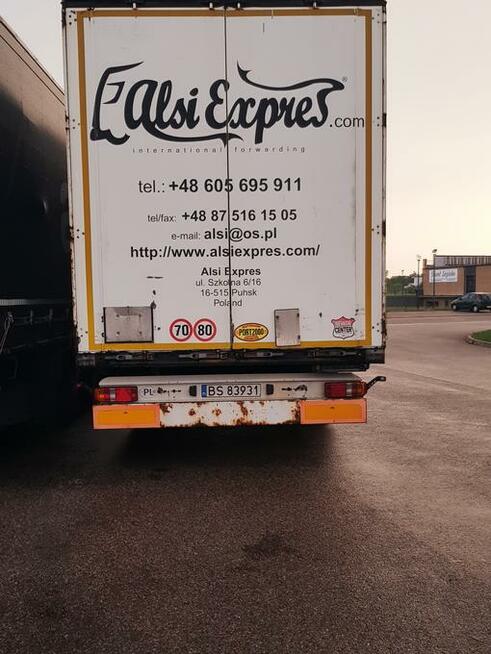 Alsi Expres®.com
international forwarding
tel.: +48 605 695 911
tel/fax: +48 87 516 15 05
e-mail: alsi@os.pl
http://www.alsiexpres.com/
Alsi Expres
ul. Szkolna 6/16
16-515 Puńsk
Poland
70 80
PORT2000
CENTER
PL
BS 83931